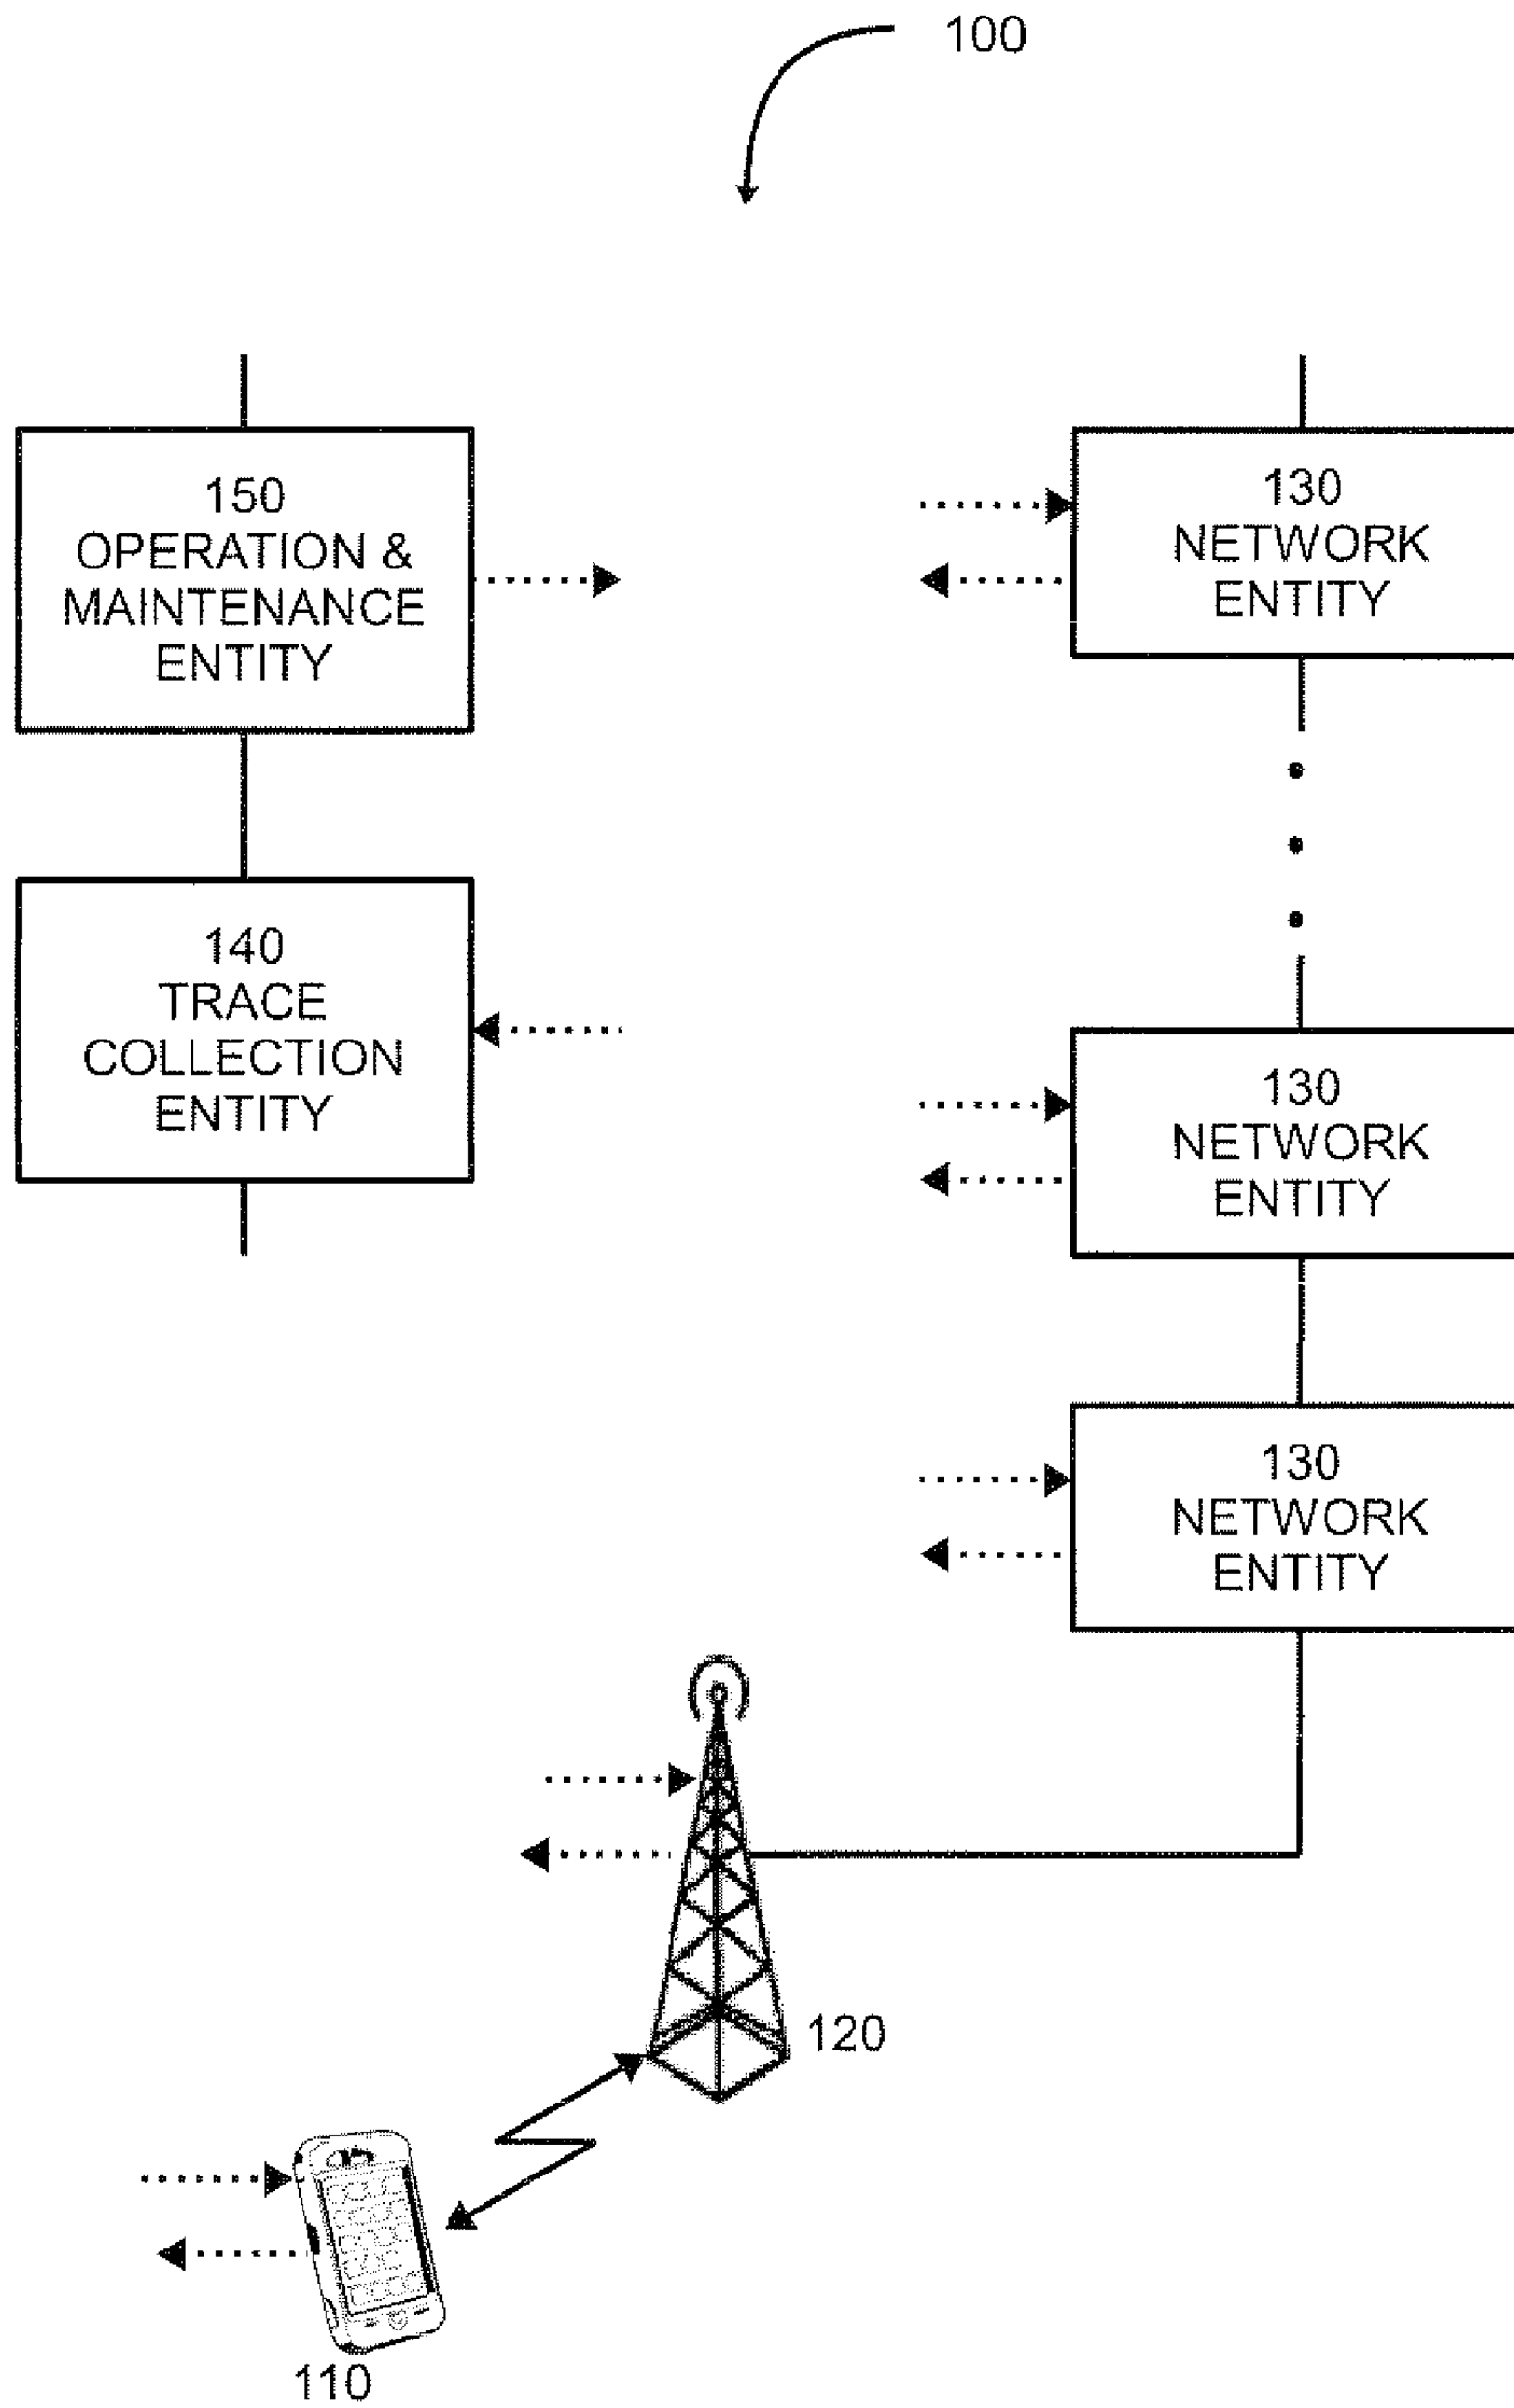 100
150
OPERATION &
MAINTENANCE
ENTITY
130
NETWORK
ENTITY
140
TRACE
COLLECTION
ENTITY
130
NETWORK
ENTITY
130
NETWORK
ENTITY
120
110